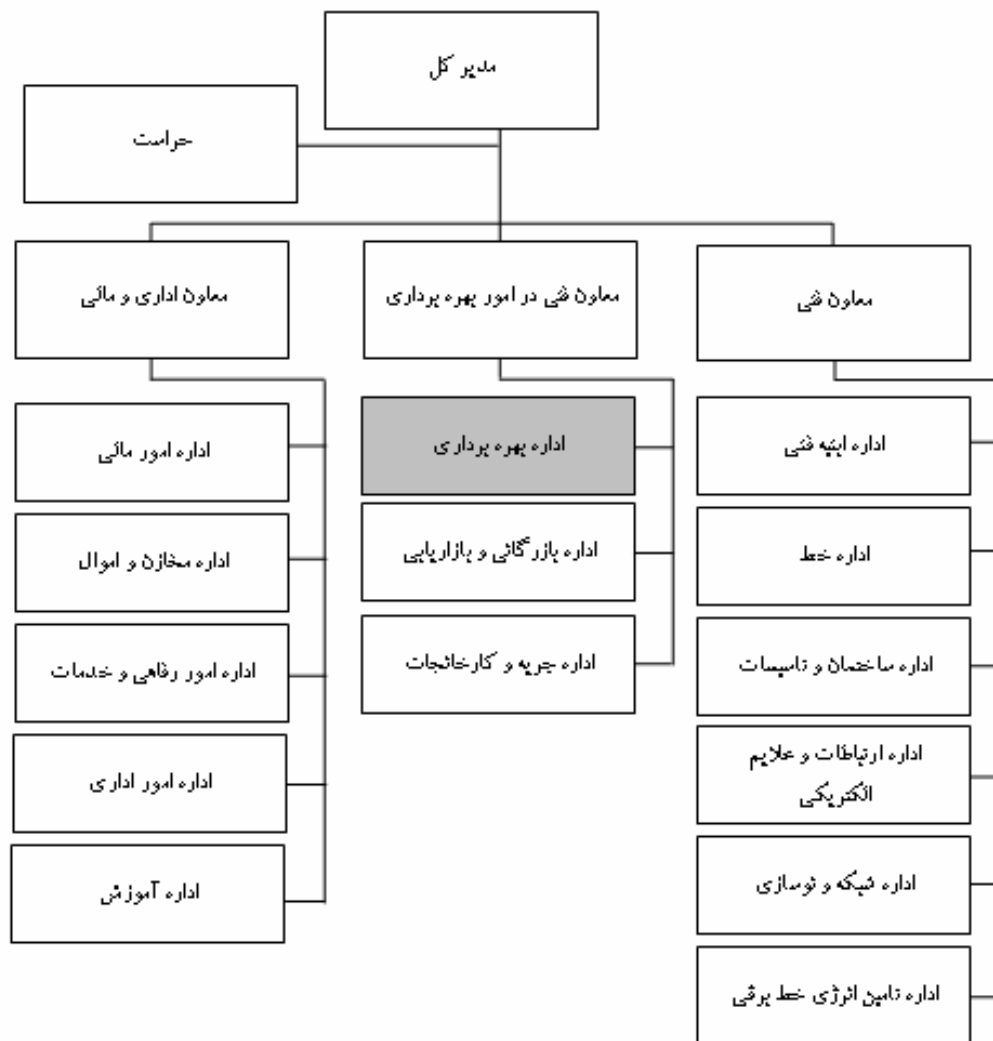 مدیر کل
حراست
معاون فنی
معاون فنی در امور بهره برداری
معاون اداری و مالی
اداره ابنیه فنی
اداره خط
اداره ساختمان و تاسیسات
اداره ارتباطات و علایم
الکتریکی
اداره شبکه و نوسازی
اداره تامین انرژی خط برقی
اداره بهره برداری
اداره بازرگانی و بازاریابی
اداره جریه و کارخانجات
اداره امور مالی
اداره مخازن و اموال
اداره امور رفاهی و خدمات
اداره امور اداری
اداره آموزش